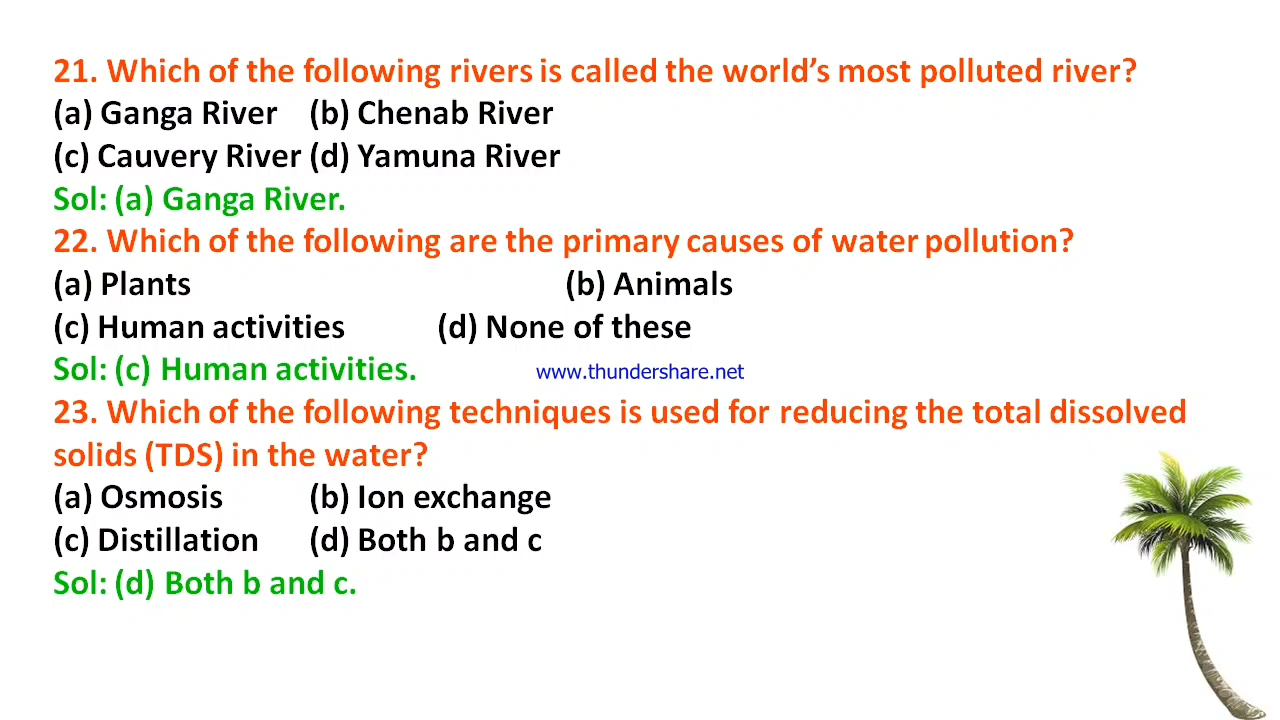 21. Which of the following rivers is called the world’s most polluted river?
(a) Ganga River (b) Chenab River
(c) Cauvery River (d) Yamuna River
Sol: (a) Ganga River.
22. Which of the following are the primary causes of water pollution?
(a) Plants (b) Animals
(c) Human activities (d) None of these
Sol: (c) Human activities. www.thundershare.net
23. Which of the following techniques is used for reducing the total dissolved
solids (TDS) in the water?
(a) Osmosis (b) Ion exchange
(c) Distillation (d) Both b and c
Sol: (d) Both b and c.